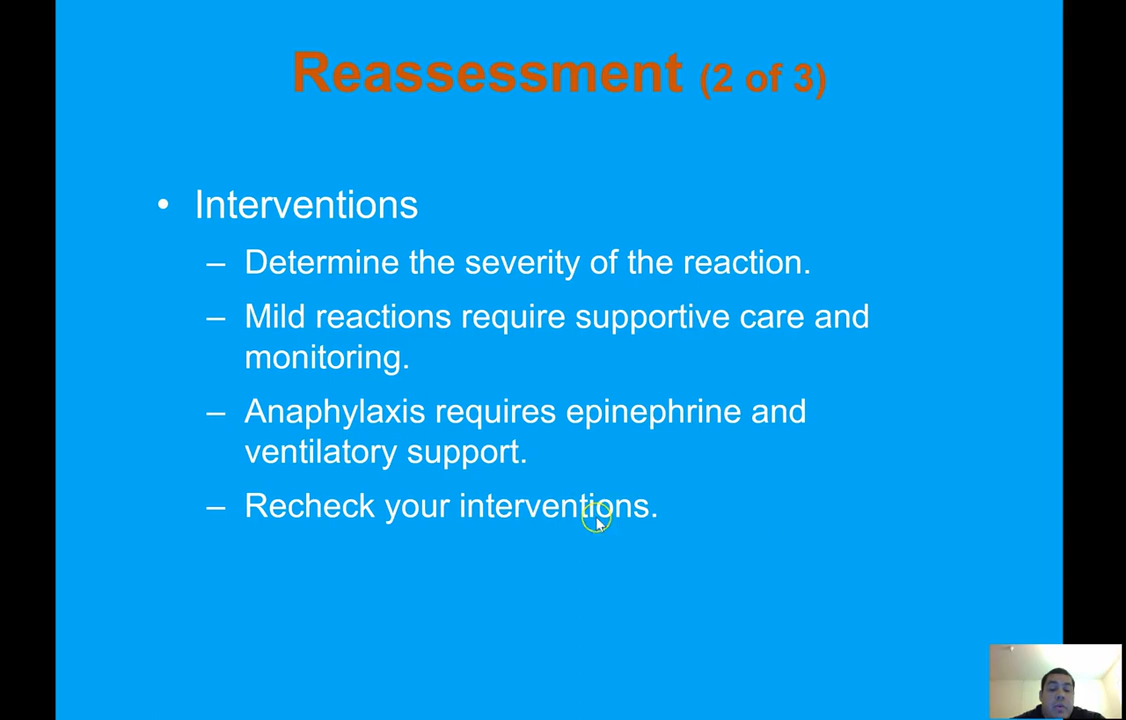 Reassessment (2 of 3)
• Interventions
– Determine the severity of the reaction.
– Mild reactions require supportive care and
monitoring.
– Anaphylaxis requires epinephrine and
ventilatory support.
– Recheck your interventions.